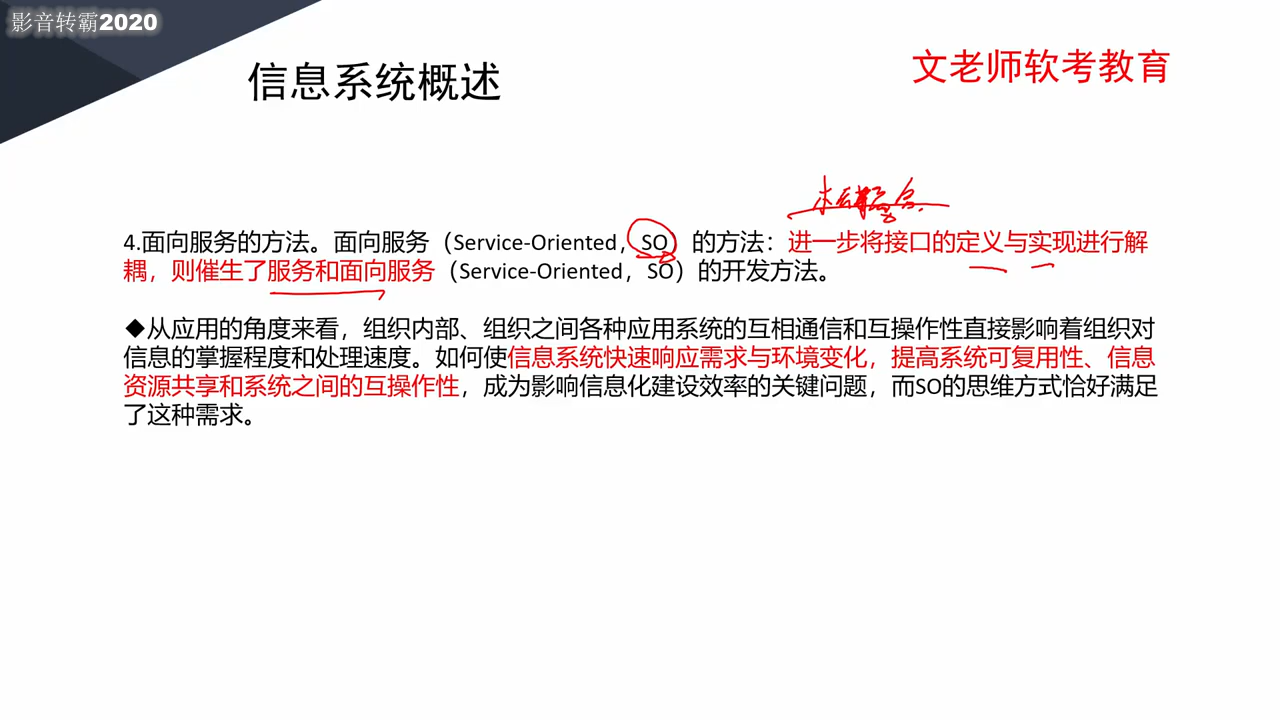 影音转霸2020
信息系统概述
文老师软考教育
4.面向服务的方法。面向服务（Service-Oriented，SO）的方法：进一步将接口的定义与实现进行解
耦，则催生了服务和面向服务（Service-Oriented，SO）的开发方法。
◆从应用的角度来看，组织内部、组织之间各种应用系统的互相通信和互操作性直接影响着组织对
信息的掌握程度和处理速度。如何使信息系统快速响应需求与环境变化，提高系统可复用性、信息
资源共享和系统之间的互操作性，成为影响信息化建设效率的关键问题，而SO的思维方式恰好满足
了这种需求。